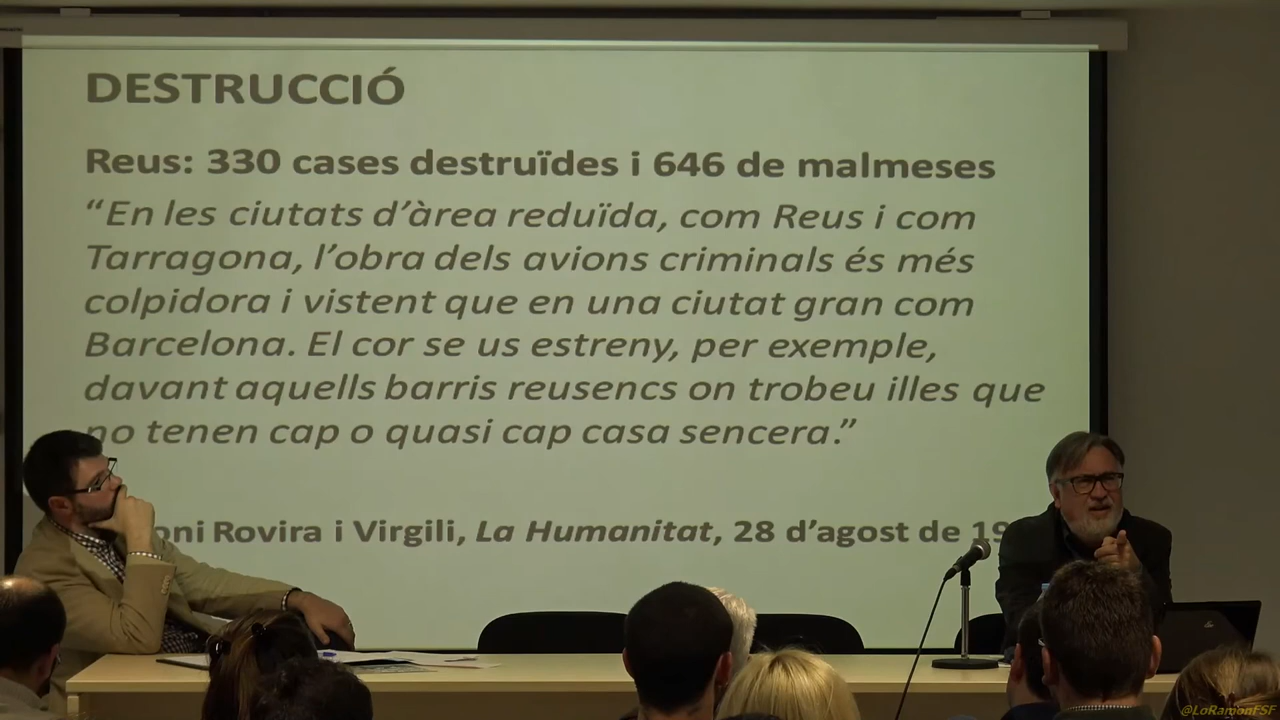 DESTRUCCIÓ
Reus: 330 cases destruïdes i 646 de malmeses
“En les ciutats d’àrea reduïda, com Reus i com
Tarragona, l’obra dels avions criminals és més
colpidora i vistent que en una ciutat gran com
Barcelona. El cor se us estreny, per exemple,
davant aquells barris reusencs on trobeu illes que
no tenen cap o quasi cap casa sencera.”
Rovira i Virgili, La Humanitat, 28 d’agost de
@LoRamonFSF